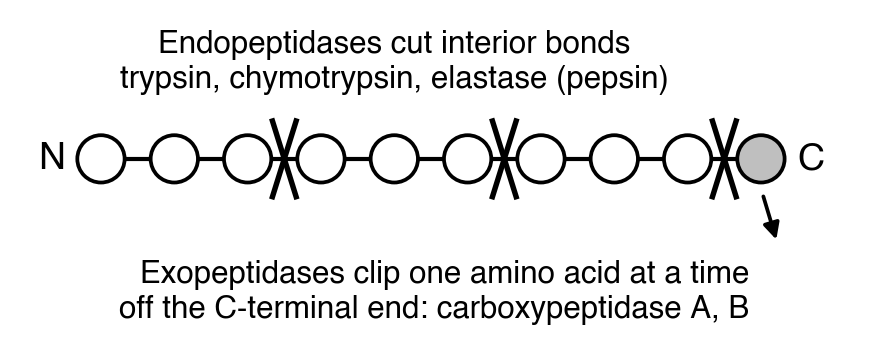 Endopeptidases cut interior bonds
trypsin, chymotrypsin, elastase (pepsin)
N C
Exopeptidases clip one amino acid at a time
off the C-terminal end: carboxypeptidase A, B